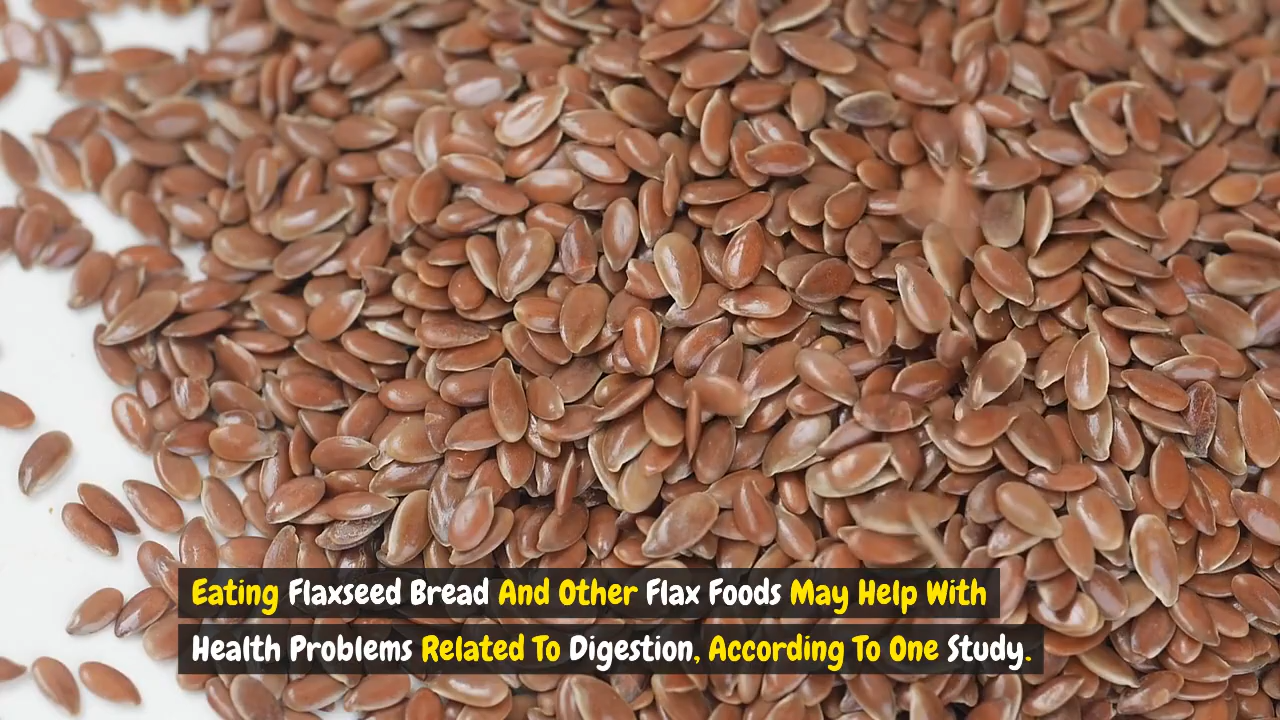 Eating Flaxseed Bread And Other Flax Foods May Help With
Health Problems Related To Digestion, According To One Study.